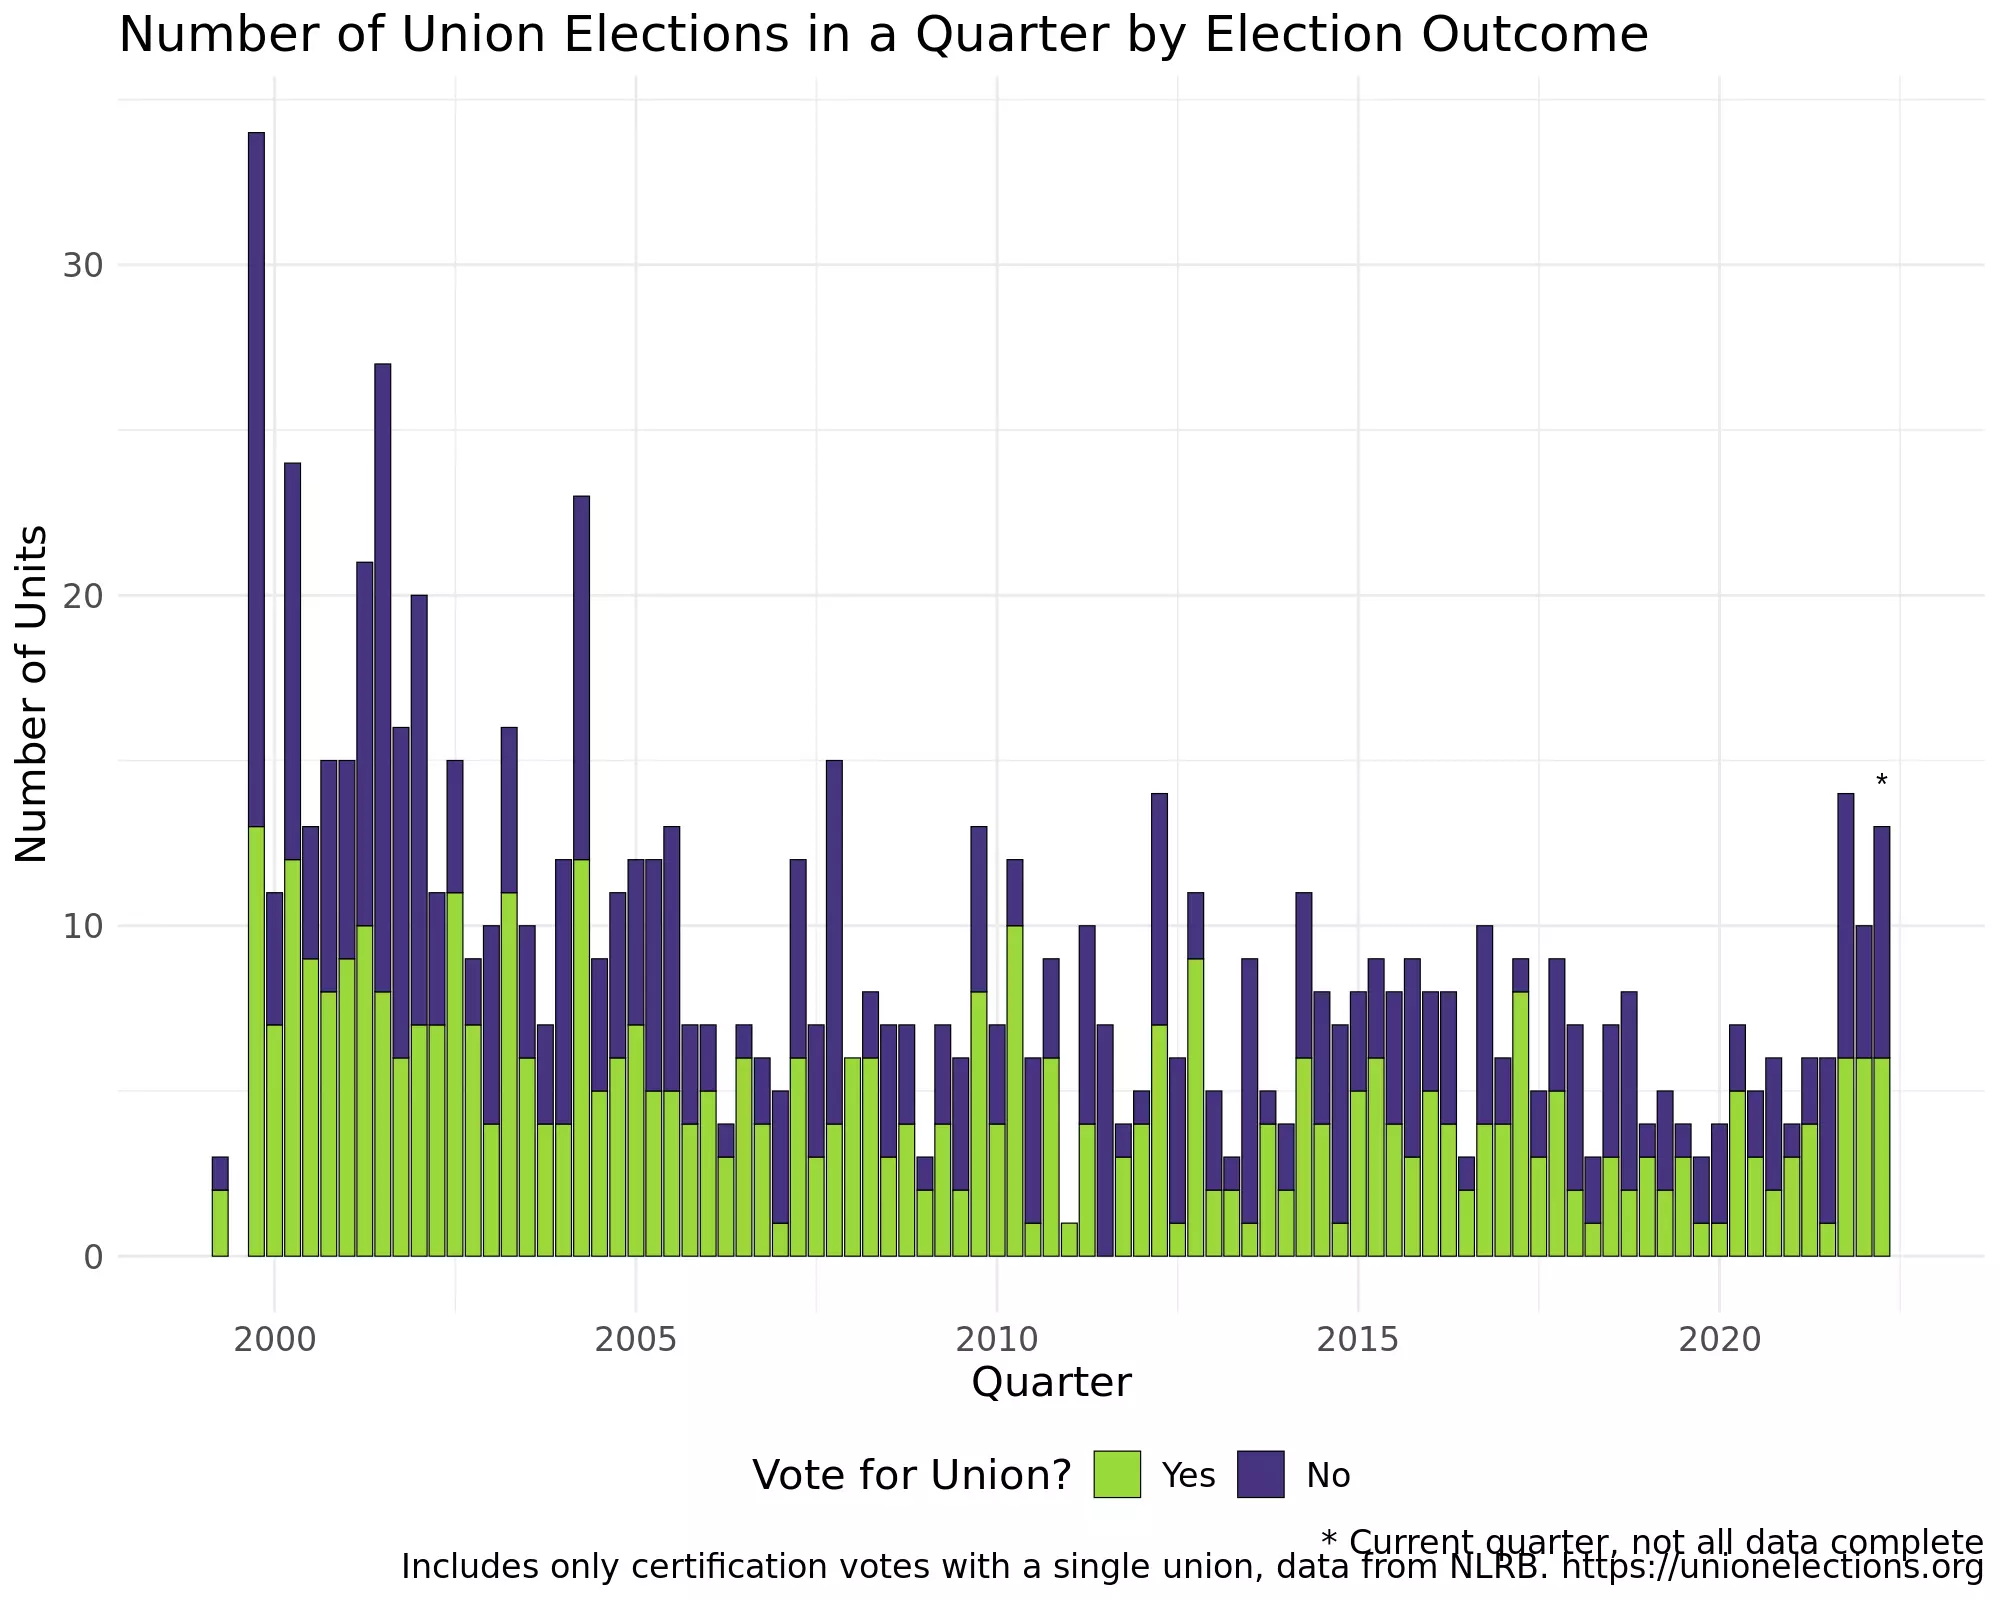 Number of Union Elections in a Quarter by Election Outcome
Number of Units
30
20
10
0
*
2000 2005 2010 2015 2020
Quarter
Vote for Union? Yes No
* Current quarter, not all data complete
Includes only certification votes with a single union, data from NLRB. https://unionelections.org